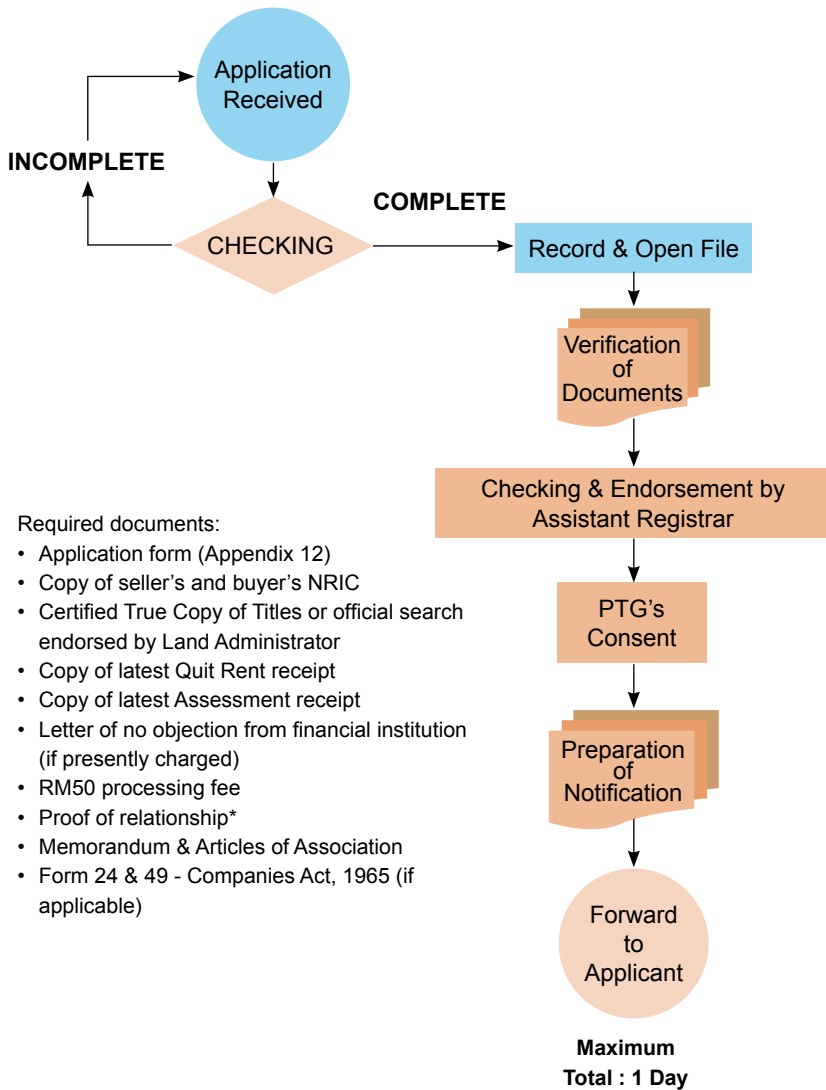 Application
Received
INCOMPLETE
CHECKING
COMPLETE
Record & Open File
Verification
of
Documents
Checking & Endorsement by
Assistant Registrar
PTG's
Consent
Preparation
of
Notification
Forward
to
Applicant
Maximum
Total : 1 Day
Required documents:
• Application form (Appendix 12)
• Copy of seller's and buyer's NRIC
• Certified True Copy of Titles or official search
endorsed by Land Administrator
• Copy of latest Quit Rent receipt
• Copy of latest Assessment receipt
• Letter of no objection from financial institution
(if presently charged)
• RM50 processing fee
• Proof of relationship*
• Memorandum & Articles of Association
• Form 24 & 49 - Companies Act, 1965 (if
applicable)